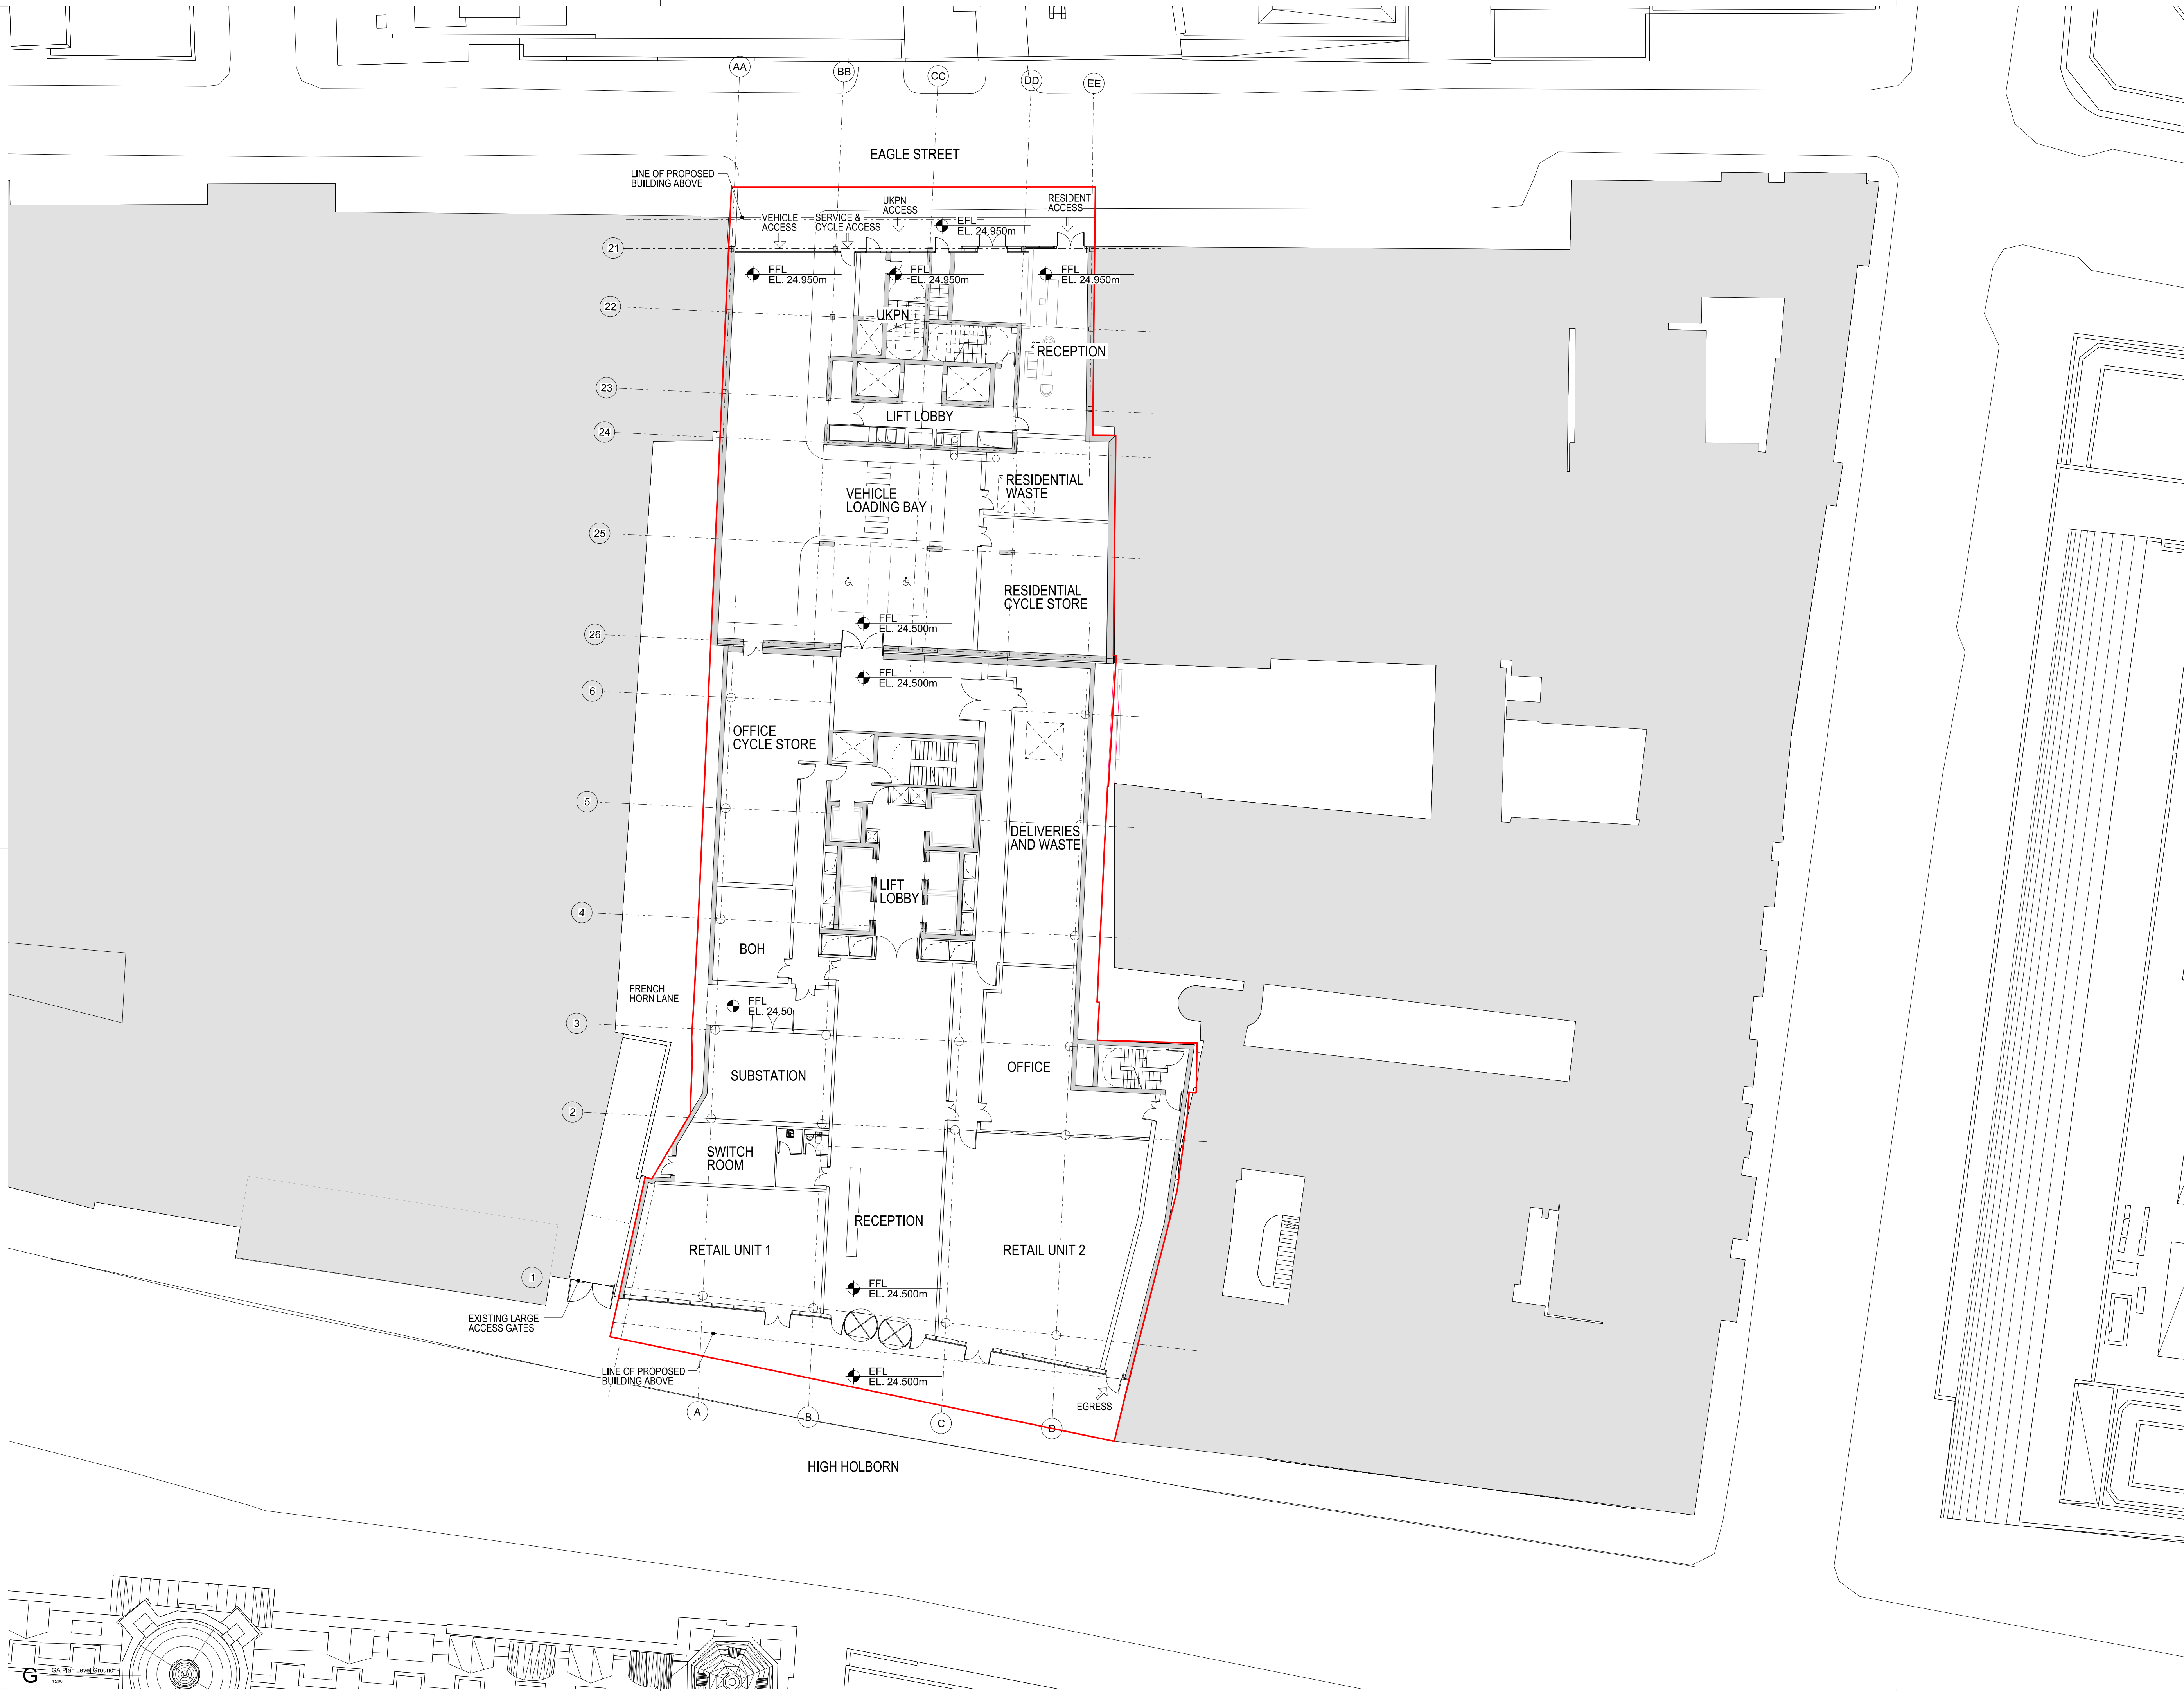 AA
BB
CC
DD
EE
EAGLE STREET
LINE OF PROPOSED
BUILDING ABOVE
VEHICLE
ACCESS
SERVICE &
CYCLE ACCESS
UKPN
ACCESS
RESIDENT
ACCESS
EFL
EL. 24.950m
21
FFL
EL. 24.950m
FFL
EL. 24.950m
FFL
EL. 24.950m
22
UKPN
RECEPTION
23
LIFT LOBBY
24
RESIDENTIAL
WASTE
VEHICLE
LOADING BAY
25
RESIDENTIAL
CYCLE STORE
FFL
EL. 24.500m
26
FFL
EL. 24.500m
6
OFFICE
CYCLE STORE
5
DELIVERIES
AND WASTE
LIFT
LOBBY
4
BOH
FRENCH
HORN LANE
FFL
EL. 24.50
3
SUBSTATION
OFFICE
2
SWITCH
ROOM
RECEPTION
RETAIL UNIT 1
RETAIL UNIT 2
1
FFL
EL. 24.500m
EXISTING LARGE
ACCESS GATES
LINE OF PROPOSED
BUILDING ABOVE
EFL
EL. 24.500m
EGRESS
A
B
C
D
HIGH HOLBORN
G
GA Plan Level Ground